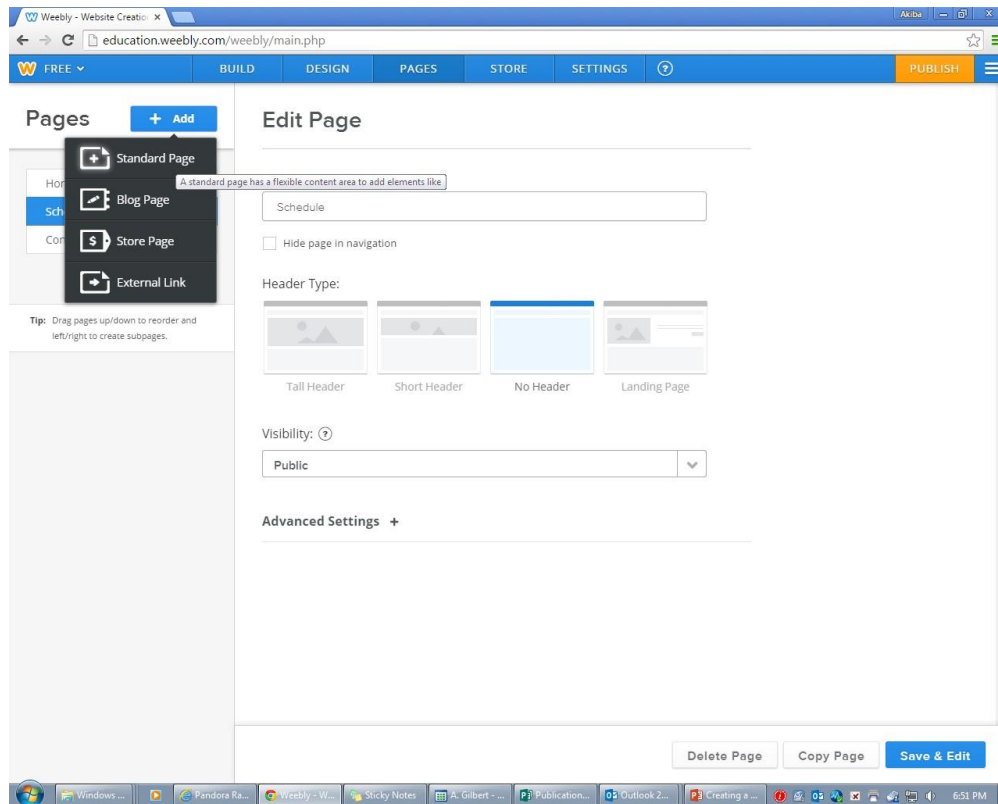 Weebly - Website Creatio
Akiba
education.weebly.com/weebly/main.php
FREE BUILD DESIGN PAGES STORE SETTINGS ? PUBLISH
Pages + Add
Edit Page
Standard Page
A standard page has a flexible content area to add elements like
Hor
Blog Page
Sch
Schedule
Con
Store Page
Hide page in navigation
External Link
Header Type:
Tip: Drag pages up/down to reorder and
left/right to create subpages.
Tall Header Short Header No Header Landing Page
Visibility: ?
Public
Advanced Settings +
Delete Page Copy Page Save & Edit
Windows ... Pandora Ra... Weebly - W... Sticky Notes A. Gilbert - ... Publication... Outlook 2... Creating a ... 6:51 PM